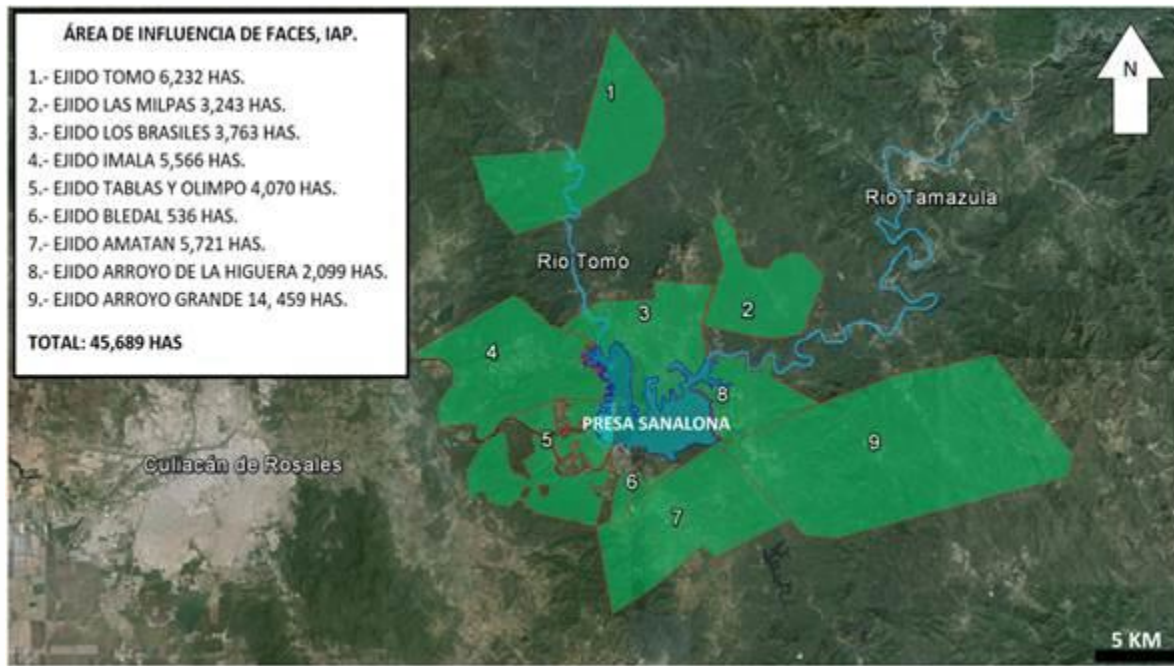 ÁREA DE INFLUENCIA DE FACES, IAP.
1.- EJIDO TOMO 6,232 HAS.
2.- EJIDO LAS MILPAS 3,243 HAS.
3.- EJIDO LOS BRASILES 3,763 HAS.
4.- EJIDO IMALA 5,566 HAS.
5.- EJIDO TABLAS Y OLIMPO 4,070 HAS.
6.- EJIDO BLEDAL 536 HAS.
7.- EJIDO AMATAN 5,721 HAS.
8.- EJIDO ARROYO DE LA HIGUERA 2,099 HAS.
9.- EJIDO ARROYO GRANDE 14, 459 HAS.
TOTAL: 45,689 HAS
N
1
Rio Tamazula
Rio Tomo
2
3
4
8
PRESA SANALONA
5
9
Culiacán de Rosales
6
7
5 KM